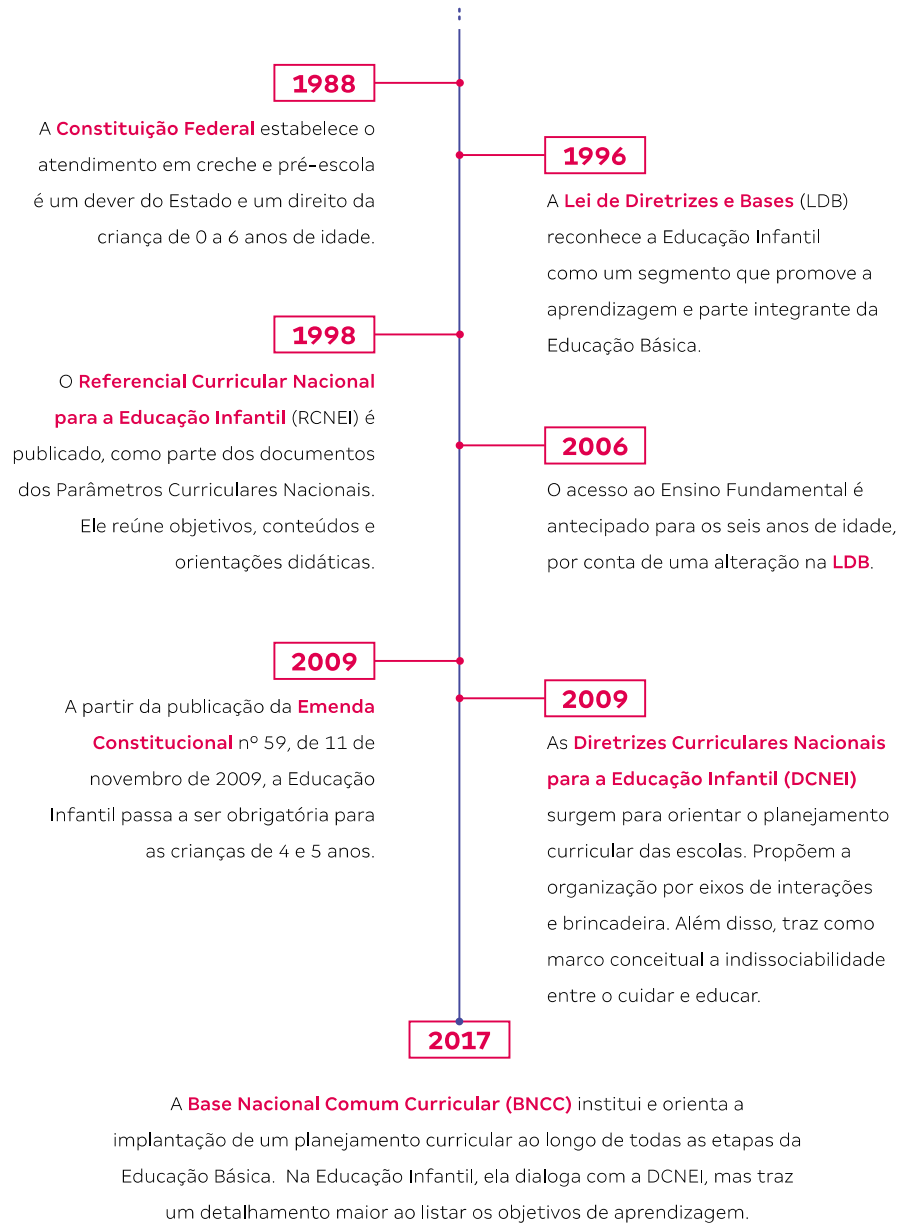 1988
A Constituição Federal estabelece o
atendimento em creche e pré-escola
é um dever do Estado e um direito da
criança de 0 a 6 anos de idade.
1996
A Lei de Diretrizes e Bases (LDB)
reconhece a Educação Infantil
como um segmento que promove a
aprendizagem e parte integrante da
Educação Básica.
1998
O Referencial Curricular Nacional
para a Educação Infantil (RCNEI) é
publicado, como parte dos documentos
dos Parâmetros Curriculares Nacionais.
Ele reúne objetivos, conteúdos e
orientações didáticas.
2006
O acesso ao Ensino Fundamental é
antecipado para os seis anos de idade,
por conta de uma alteração na LDB.
2009
A partir da publicação da Emenda
Constitucional nº 59, de 11 de
novembro de 2009, a Educação
Infantil passa a ser obrigatória para
as crianças de 4 e 5 anos.
2009
As Diretrizes Curriculares Nacionais
para a Educação Infantil (DCNEI)
surgem para orientar o planejamento
curricular das escolas. Propõem a
organização por eixos de interações
e brincadeira. Além disso, traz como
marco conceitual a indissociabilidade
entre o cuidar e educar.
2017
A Base Nacional Comum Curricular (BNCC) institui e orienta a
implantação de um planejamento curricular ao longo de todas as etapas da
Educação Básica. Na Educação Infantil, ela dialoga com a DCNEI, mas traz
um detalhamento maior ao listar os objetivos de aprendizagem.